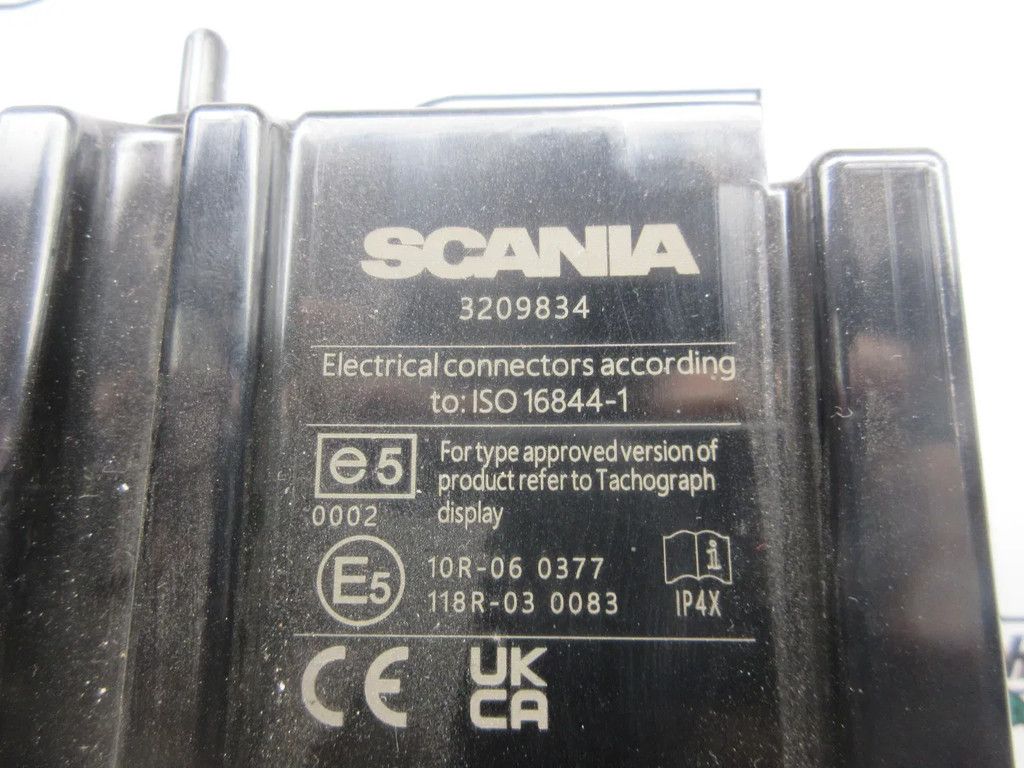 SCANIA
3209834
Electrical connectors according
to: ISO 16844-1
e5
For type approved version of
product refer to Tachograph
display
0002
E5
10R-06 0377
118R-03 0083
i
IP4X
CE
UK
CA